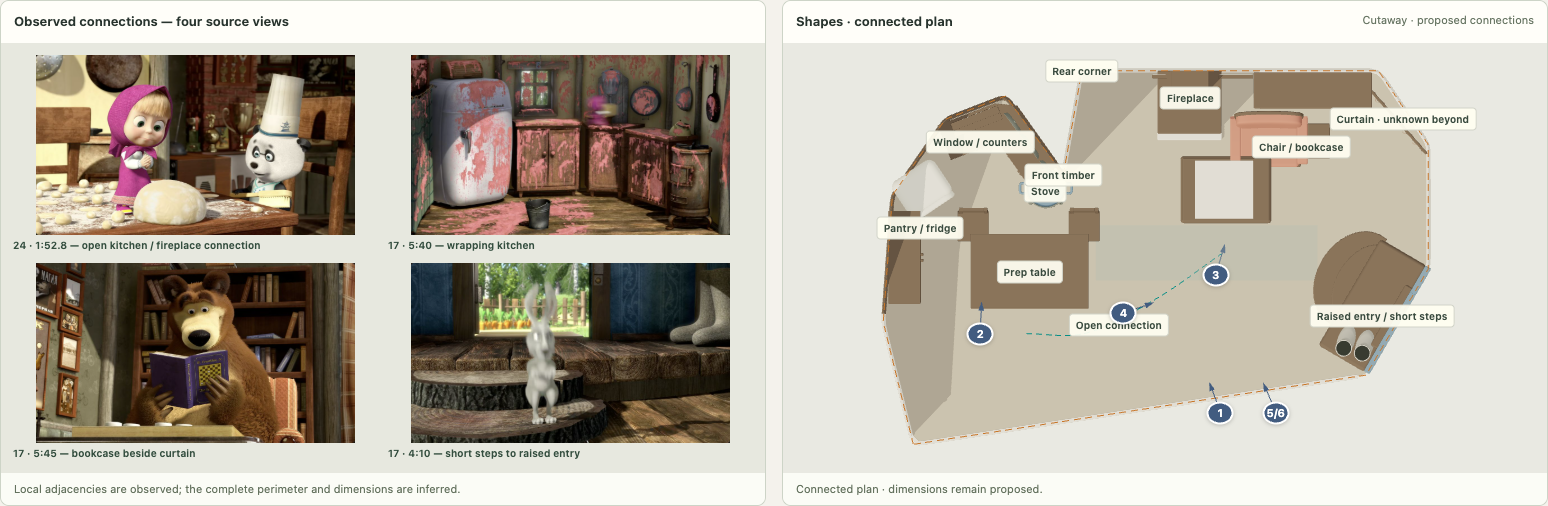 Observed connections — four source views
24 · 1:52.8 — open kitchen / fireplace connection
17 · 5:40 — wrapping kitchen
17 · 5:45 — bookcase beside curtain
17 · 4:10 — short steps to raised entry
Local adjacencies are observed; the complete perimeter and dimensions are inferred.
Shapes · connected plan
Cutaway · proposed connections
Rear corner
Fireplace
Curtain · unknown beyond
Window / counters
Chair / bookcase
Front timber
Stove
Pantry / fridge
Prep table
3
4
Raised entry / short steps
Open connection
2
1
5/6
Connected plan · dimensions remain proposed.